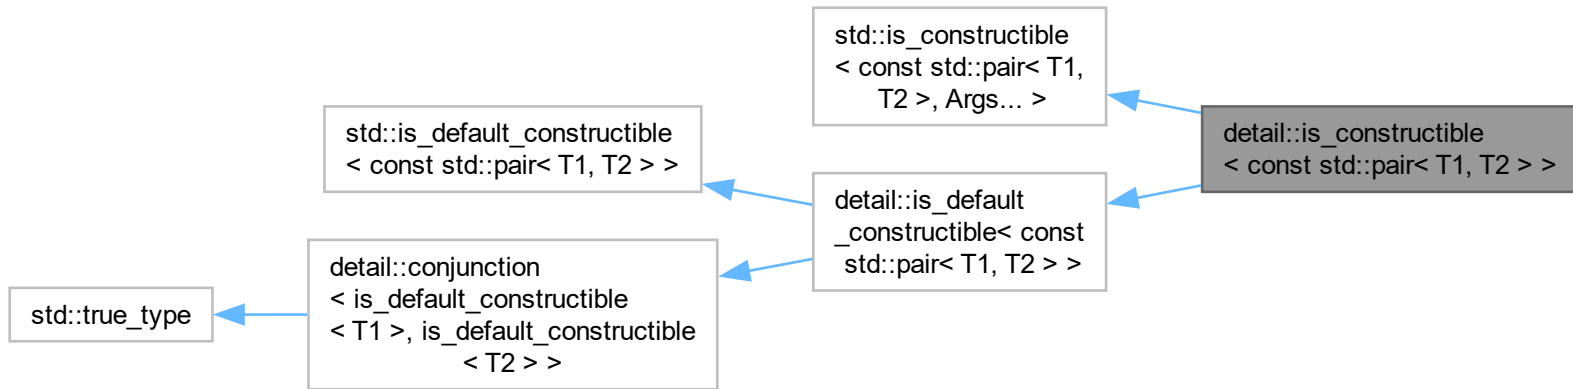 std::is_constructible
< const std::pair< T1,
T2 >, Args... >
std::is_default_constructible
< const std::pair< T1, T2 > >
detail::is_constructible
< const std::pair< T1, T2 > >
detail::is_default
_constructible< const
std::pair< T1, T2 > >
detail::conjunction
< is_default_constructible
< T1 >, is_default_constructible
< T2 > >
std::true_type